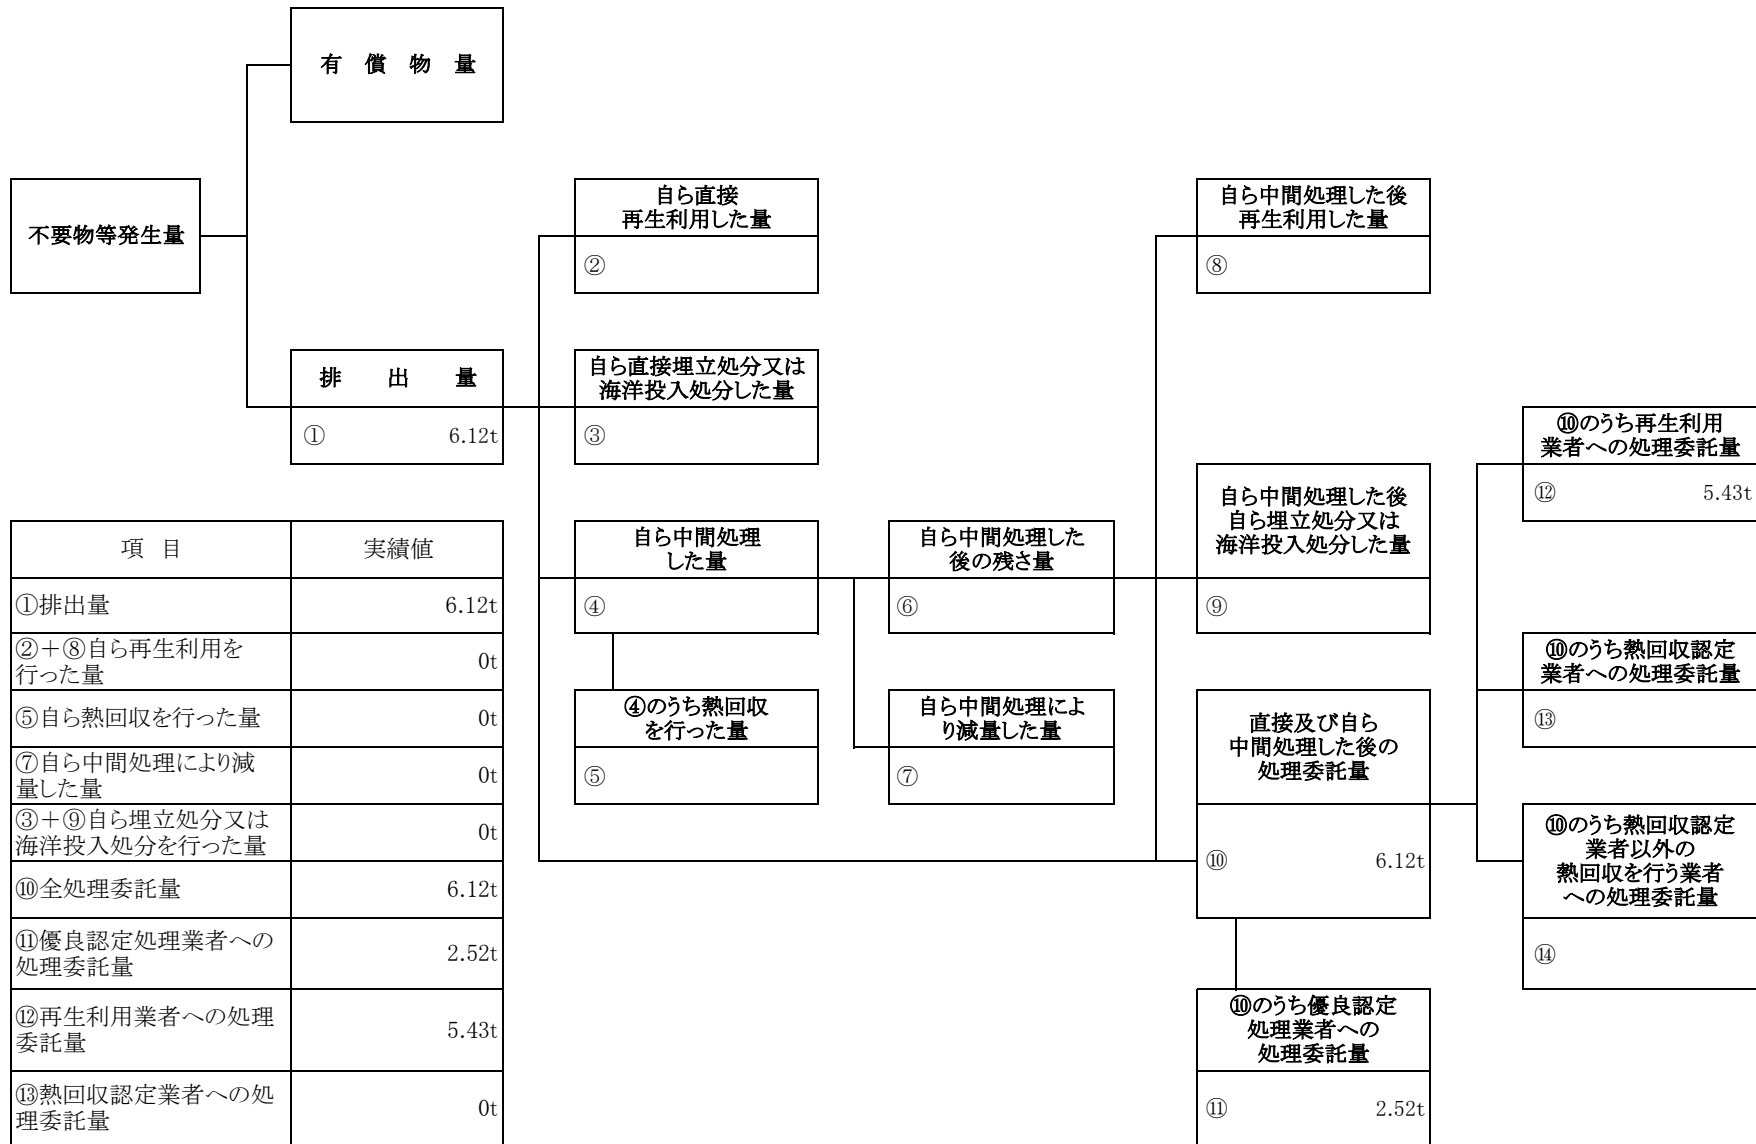 有 償 物 量
不要物等発生量
自ら直接
再生利用した量
②
自ら中間処理した後
再生利用した量
⑧
排 出 量
① 6.12t
自ら直接埋立処分又は
海洋投入処分した量
③
⑩のうち再生利用
業者への処理委託量
⑫ 5.43t
自ら中間処理した後
自ら埋立処分又は
海洋投入処分した量
⑨
自ら中間処理
した量
④
自ら中間処理した
後の残さ量
⑥
⑩のうち熱回収認定
業者への処理委託量
⑬
④のうち熱回収
を行った量
⑤
自ら中間処理によ
り減量した量
⑦
直接及び自ら
中間処理した後の
処理委託量
⑩ 6.12t
⑩のうち熱回収認定
業者以外の
熱回収を行う業者
への処理委託量
⑭
⑩のうち優良認定
処理業者への
処理委託量
⑪ 2.52t
項 目 実績値
①排出量 6.12t
②+⑧自ら再生利用を
行った量 0t
⑤自ら熱回収を行った量 0t
⑦自ら中間処理により減
量した量 0t
③+⑨自ら埋立処分又は
海洋投入処分を行った量 0t
⑩全処理委託量 6.12t
⑪優良認定処理業者への
処理委託量 2.52t
⑫再生利用業者への処理
委託量 5.43t
⑬熱回収認定業者への処
理委託量 0t